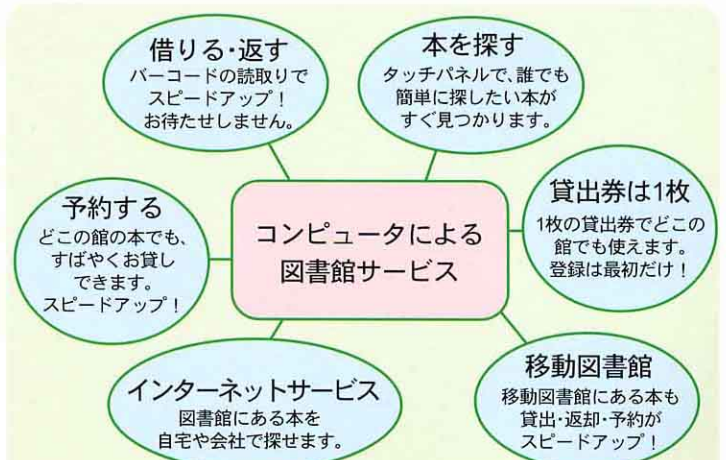 借りる・返す
バーコードの読取りで
スピードアップ!
お待たせしません。
本を探す
タッチパネルで、誰でも
簡単に探したい本が
すぐ見つかります。
予約する
どこの館の本でも、
すばやくお貸し
できます。
スピードアップ!
コンピュータによる
図書館サービス
貸出券は1枚
1枚の貸出券でどこの
館でも使えます。
登録は最初だけ!
インターネットサービス
図書館にある本を
自宅や会社で探せます。
移動図書館
移動図書館にある本も
貸出・返却・予約が
スピードアップ!